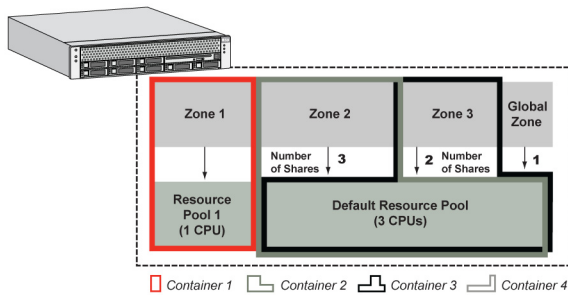 Zone 1
Zone 2
Zone 3
Global
Zone
Number
of Shares
3
2
Number
of Shares
1
Resource
Pool 1
(1 CPU)
Default Resource Pool
(3 CPUs)
Container 1
Container 2
Container 3
Container 4